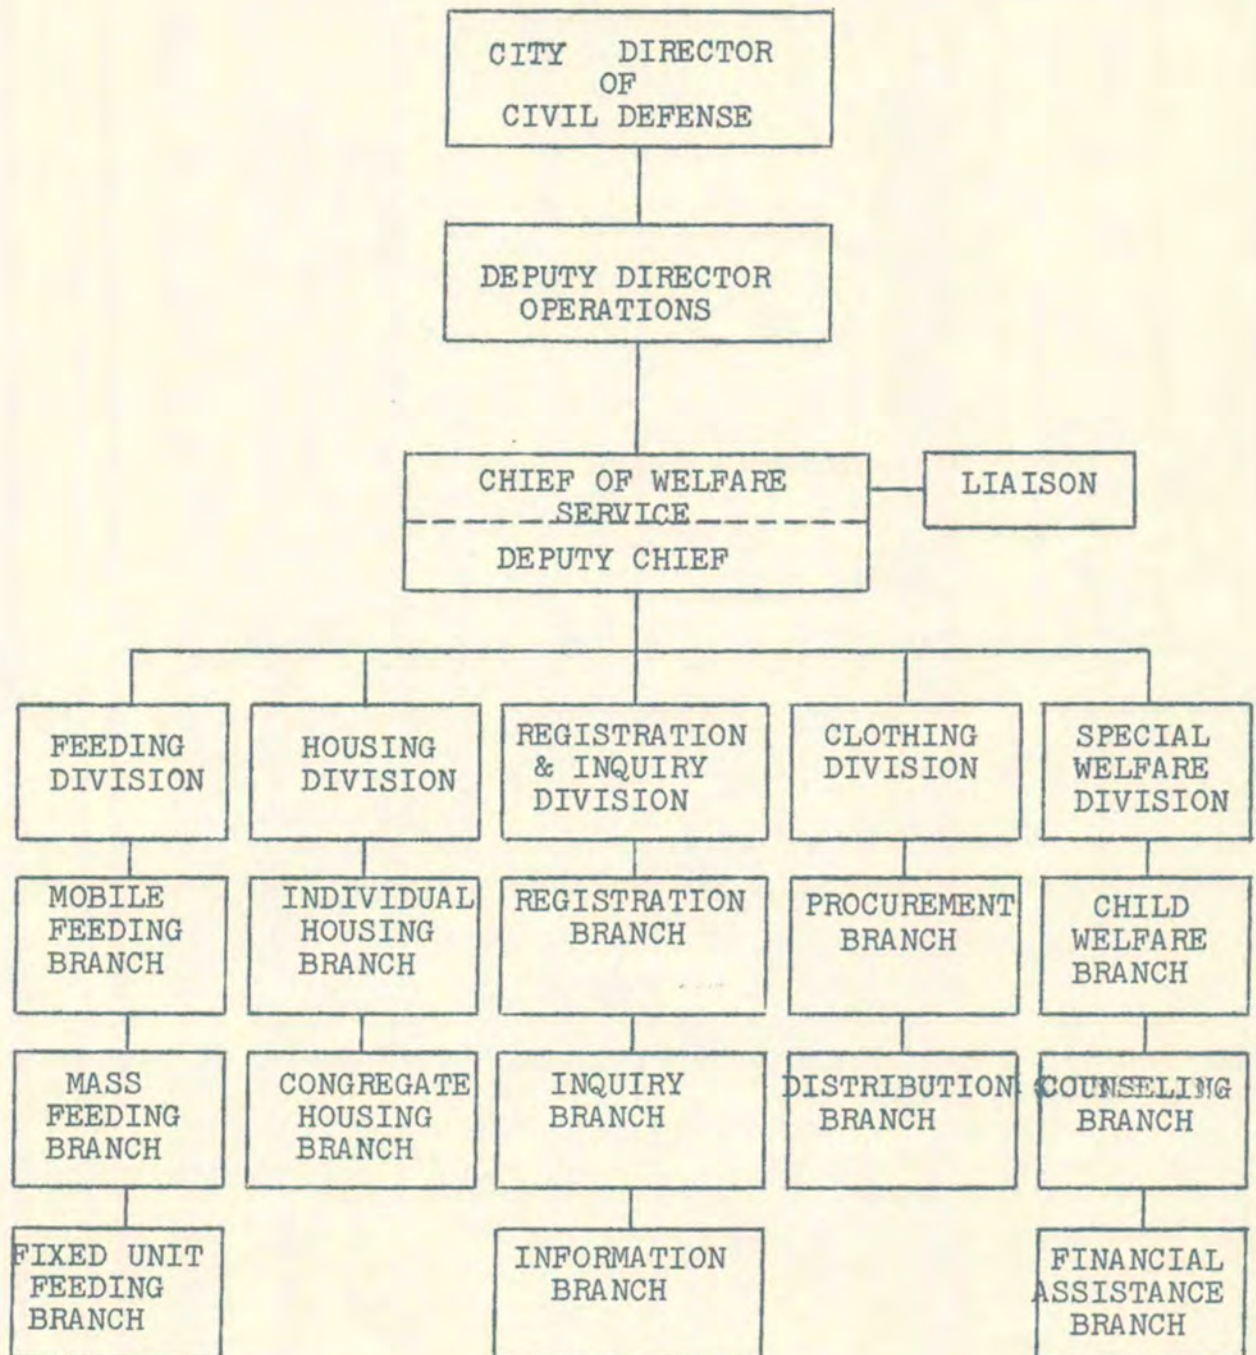 CITY DIRECTOR
OF
CIVIL DEFENSE
DEPUTY DIRECTOR
OPERATIONS
CHIEF OF WELFARE
SERVICE
DEPUTY CHIEF
LIAISON
FEEDING
DIVISION
HOUSING
DIVISION
REGISTRATION
& INQUIRY
DIVISION
CLOTHING
DIVISION
SPECIAL
WELFARE
DIVISION
MOBILE
FEEDING
BRANCH
INDIVIDUAL
HOUSING
BRANCH
REGISTRATION
BRANCH
PROCUREMENT
BRANCH
CHILD
WELFARE
BRANCH
MASS
FEEDING
BRANCH
CONGREGATE
HOUSING
BRANCH
INQUIRY
BRANCH
DISTRIBUTION
BRANCH
COUNSELING
BRANCH
FIXED UNIT
FEEDING
BRANCH
INFORMATION
BRANCH
FINANCIAL
ASSISTANCE
BRANCH